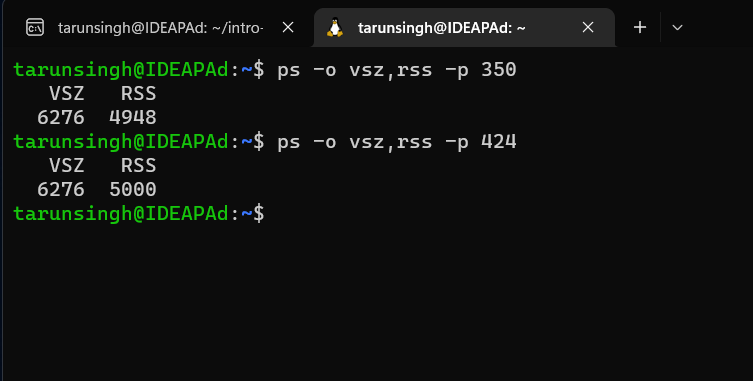 tarunsingh@IDEAPAd: ~/intro-
tarunsingh@IDEAPAd: ~
tarunsingh@IDEAPAd:~$ ps -o vsz,rss -p 350
   VSZ   RSS
  6276  4948
tarunsingh@IDEAPAd:~$ ps -o vsz,rss -p 424
   VSZ   RSS
  6276  5000
tarunsingh@IDEAPAd:~$